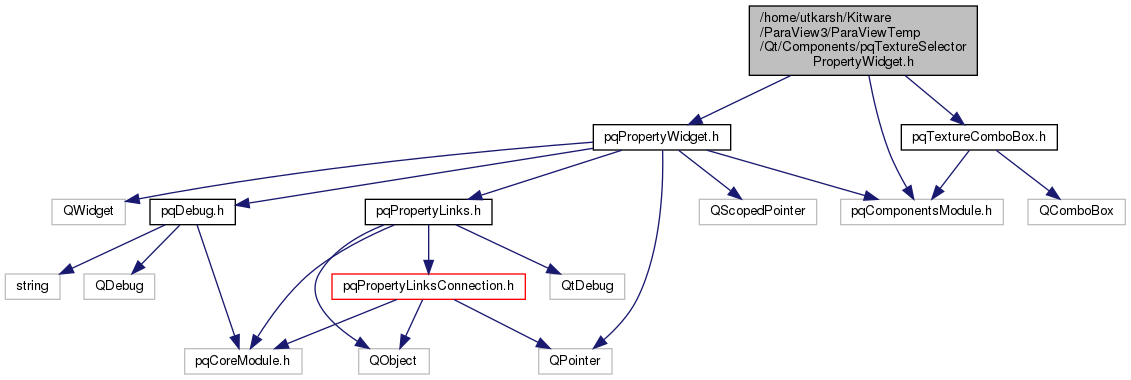 /home/utkarsh/Kitware
/ParaView3/ParaViewTemp
/Qt/Components/pqTextureSelector
PropertyWidget.h
pqPropertyWidget.h
pqTextureComboBox.h
QWidget
pqDebug.h
pqPropertyLinks.h
QScopedPointer
pqComponentsModule.h
QComboBox
string
QDebug
pqPropertyLinksConnection.h
QtDebug
pqCoreModule.h
QObject
QPointer